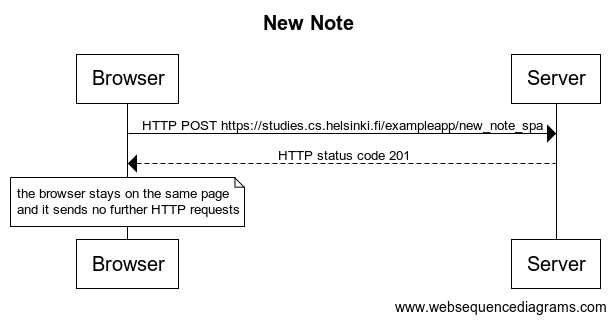 New Note
Browser
Server
HTTP POST https://studies.cs.helsinki.fi/exampleapp/new_note_spa
HTTP status code 201
the browser stays on the same page
and it sends no further HTTP requests
Browser
Server
www.websequencediagrams.com